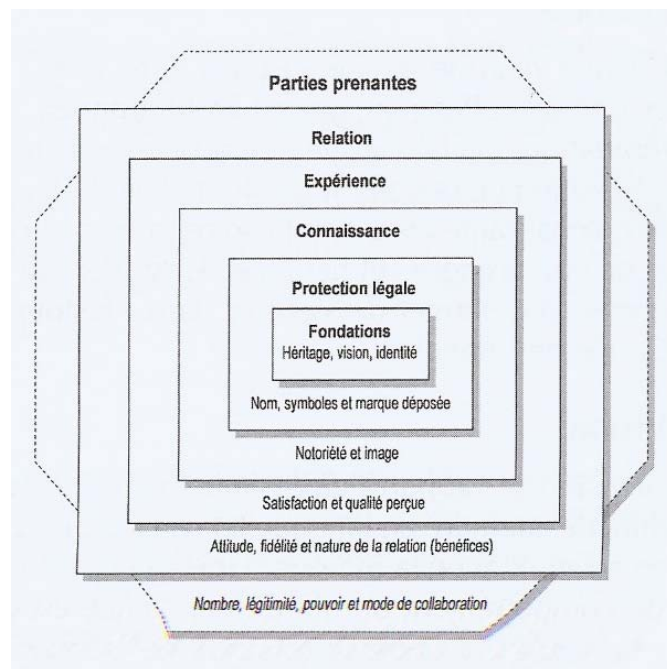 Parties prenantes
Relation
Expérience
Connaissance
Protection légale
Fondations
Héritage, vision, identité
Nom, symboles et marque déposée
Notoriété et image
Satisfaction et qualité perçue
Attitude, fidélité et nature de la relation (bénéfices)
Nombre, légitimité, pouvoir et mode de collaboration